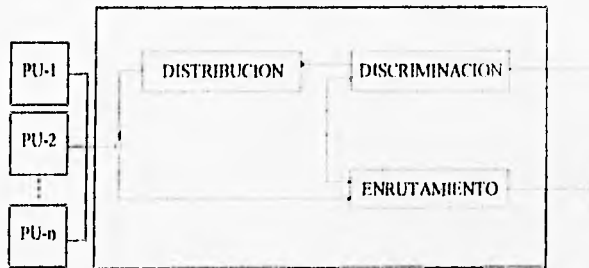 PU-1
DISTRIBUCION
DISCRIMINACION
PU-2
ENRUTAMIENTO
PU-n